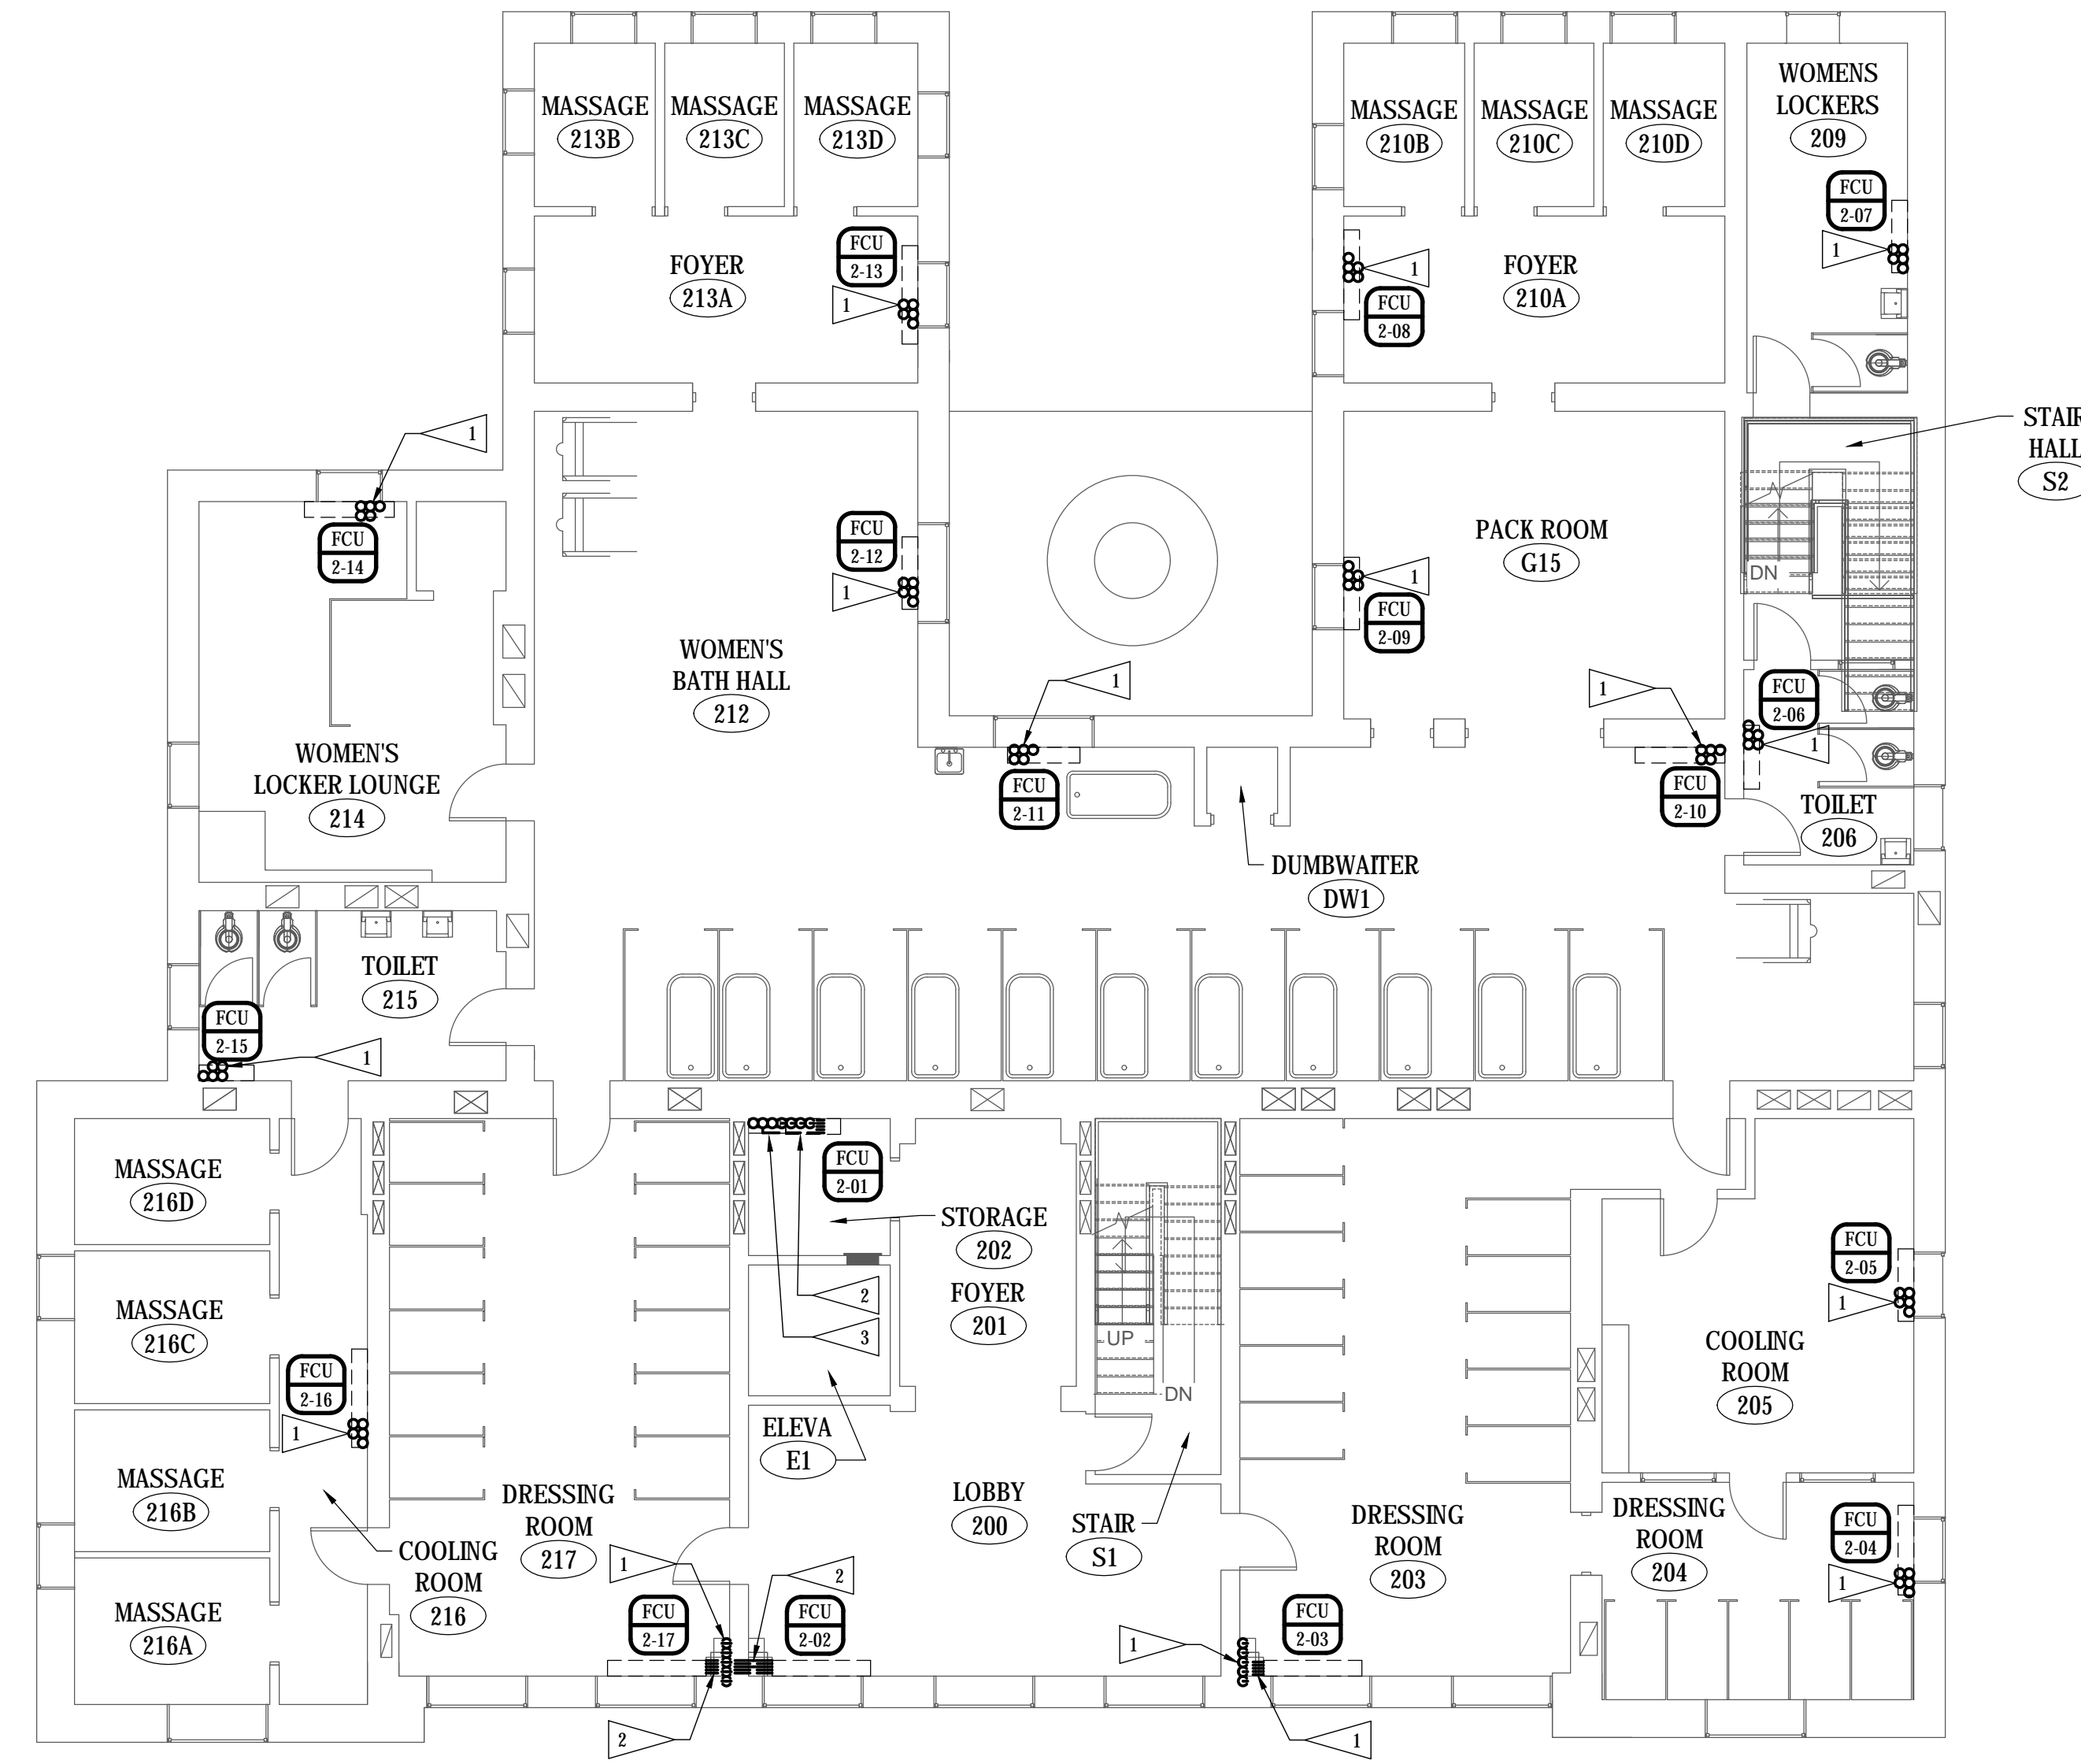 MASSAGE
213B
MASSAGE
213C
MASSAGE
213D
MASSAGE
210B
MASSAGE
210C
MASSAGE
210D
WOMENS
LOCKERS
209
FCU
2-07
1
FCU
2-13
1
FOYER
213A
1
FCU
2-08
FOYER
210A
1
FCU
2-14
STAIR
HALL
S2
FCU
2-12
1
PACK ROOM
G15
DN
1
FCU
2-09
WOMEN'S
BATH HALL
212
1
FCU
2-11
1
FCU
2-10
FCU
2-06
1
WOMEN'S
LOCKER LOUNGE
214
TOILET
206
DUMBWAITER
DW1
TOILET
215
FCU
2-15
1
MASSAGE
216D
FCU
2-01
STORAGE
202
2
3
FOYER
201
UP
DN
FCU
2-05
1
MASSAGE
216C
FCU
2-16
1
COOLING
ROOM
205
ELEVA
E1
MASSAGE
216B
DRESSING
ROOM
217
LOBBY
200
STAIR
S1
DRESSING
ROOM
203
DRESSING
ROOM
204
FCU
2-04
1
COOLING
ROOM
216
MASSAGE
216A
1
2
FCU
2-17
FCU
2-02
1
FCU
2-03
2
1